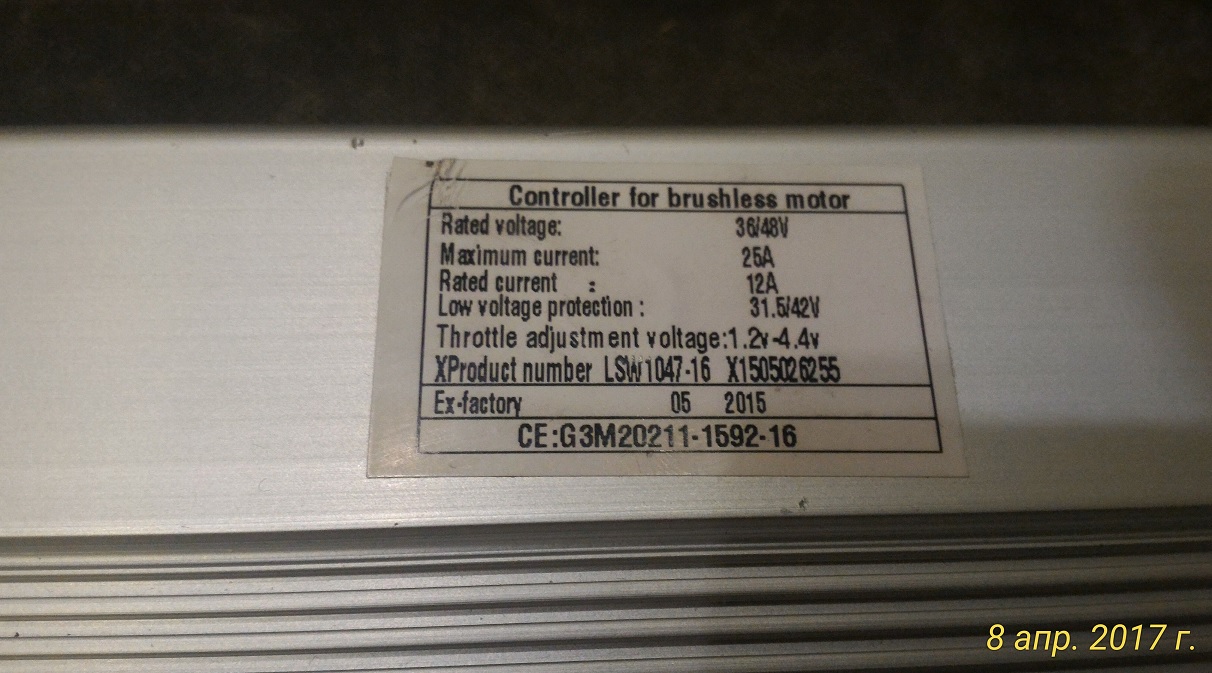 Controller for brushless motor
Rated voltage: 36/48V
Maximum current: 25A
Rated current : 12A
Low voltage protection : 31.5/42V
Throttle adjustment voltage:1.2v-4.4v
XProduct number LSW1047-16 X1505026255
Ex-factory 05 2015
CE:G3M20211-1592-16
8 апр. 2017 г.